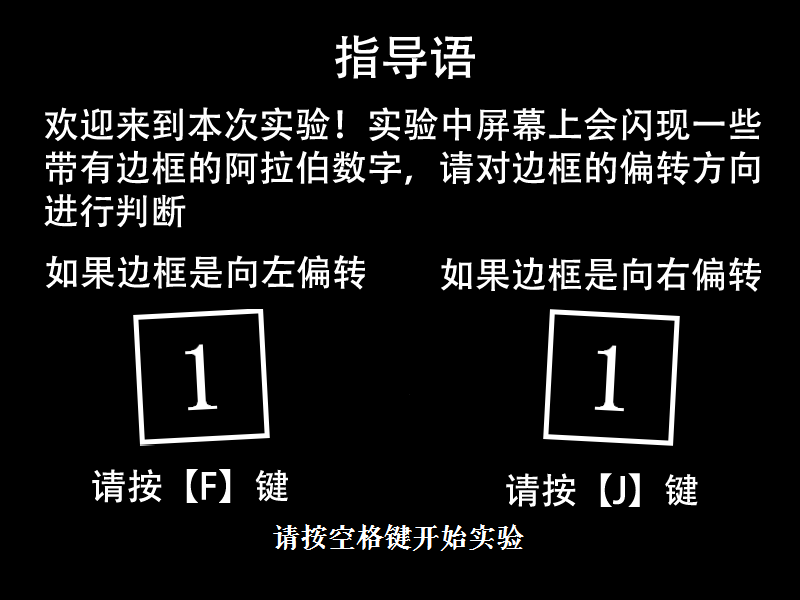 指导语
欢迎来到本次实验！实验中屏幕上会闪现一些
带有边框的阿拉伯数字，请对边框的偏转方向
进行判断
如果边框是向左偏转
如果边框是向右偏转
1
1
请按【F】键
请按【J】键
请按空格键开始实验